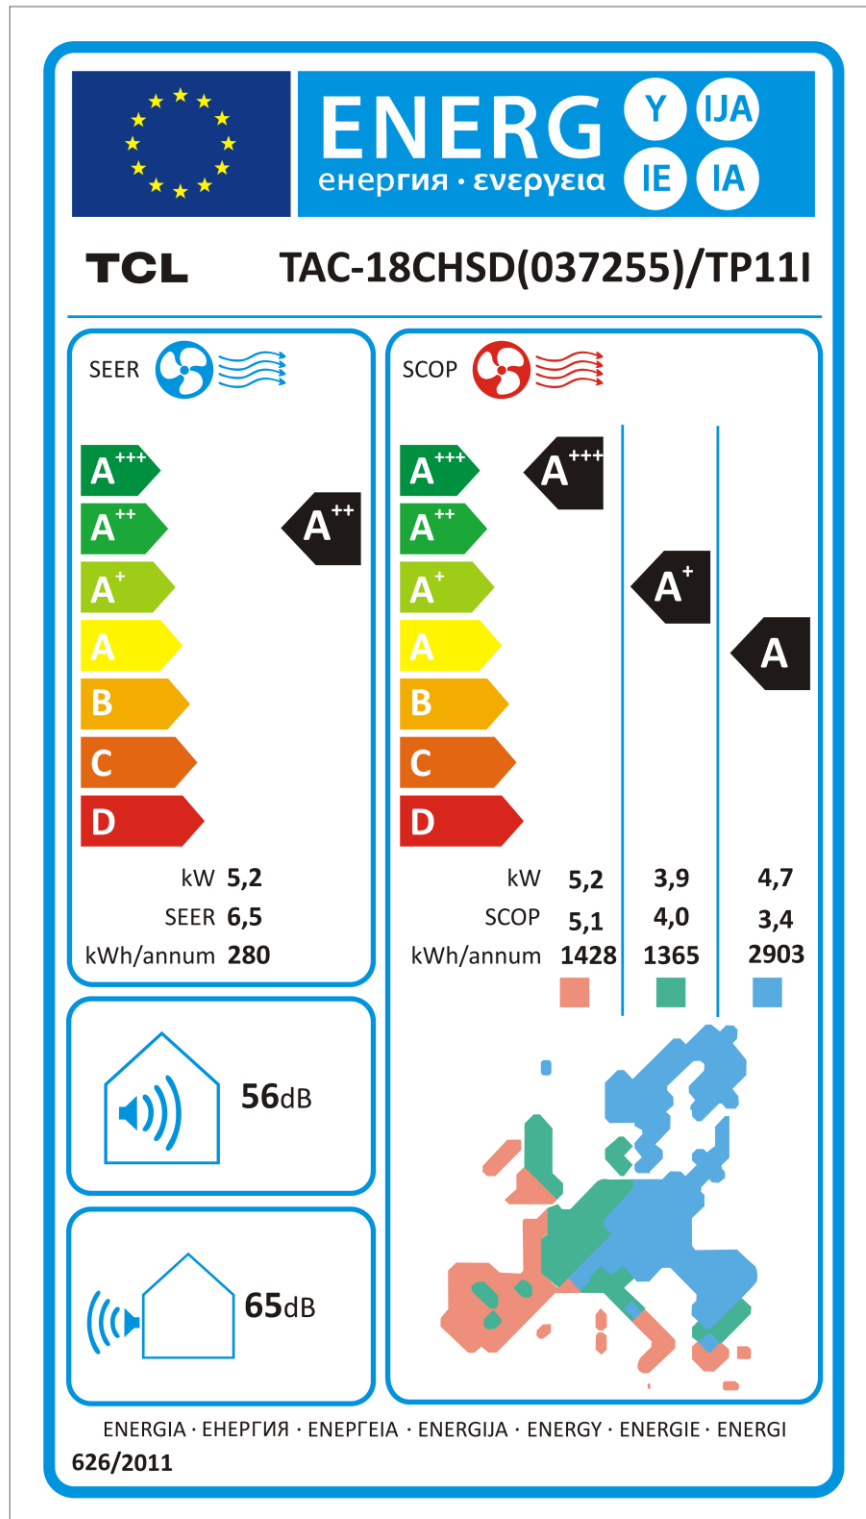 ENERG Y IJA
енергия · ενεργεια IE IA
TCL TAC-18CHSD(037255)/TP11I
SEER
A+++
A++
A+
A
B
C
D
A++
kW 5,2
SEER 6,5
kWh/annum 280
SCOP
A+++
A++
A+
A
B
C
D
A+++
A+
A
kW 5,2 3,9 4,7
SCOP 5,1 4,0 3,4
kWh/annum 1428 1365 2903
56dB
65dB
ENERGIA · ЕНЕРГИЯ · ΕΝΕΡΓΕΙΑ · ENERGIJA · ENERGY · ENERGIE · ENERGI
626/2011